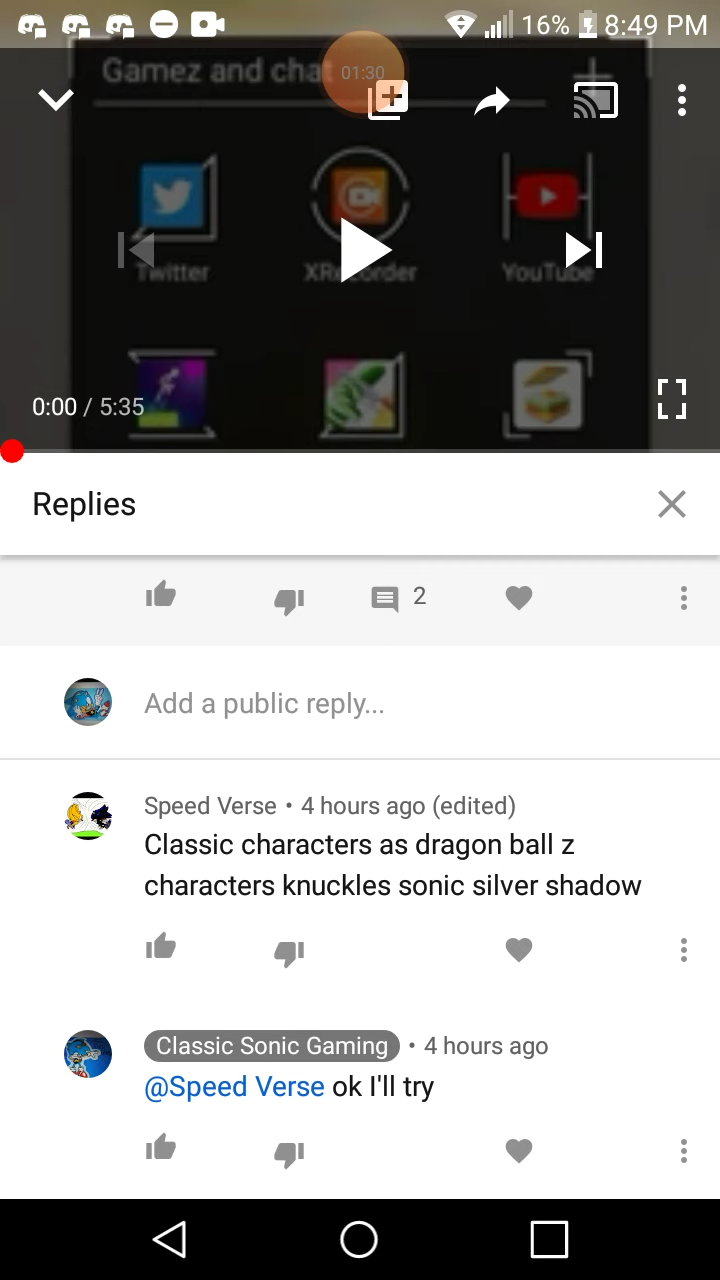 16% 8:49 PM
Gamez and chat
01:30
Twitter
XRecorder
YouTube
0:00 / 5:35
Replies
2
Add a public reply...
Speed Verse • 4 hours ago (edited)
Classic characters as dragon ball z
characters knuckles sonic silver shadow
Classic Sonic Gaming • 4 hours ago
@Speed Verse ok I'll try